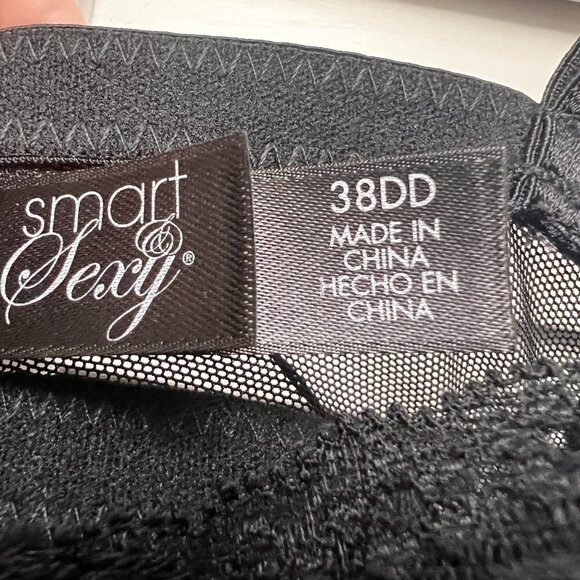 smart
& Sexy®
38DD
MADE IN
CHINA
HECHO EN
CHINA